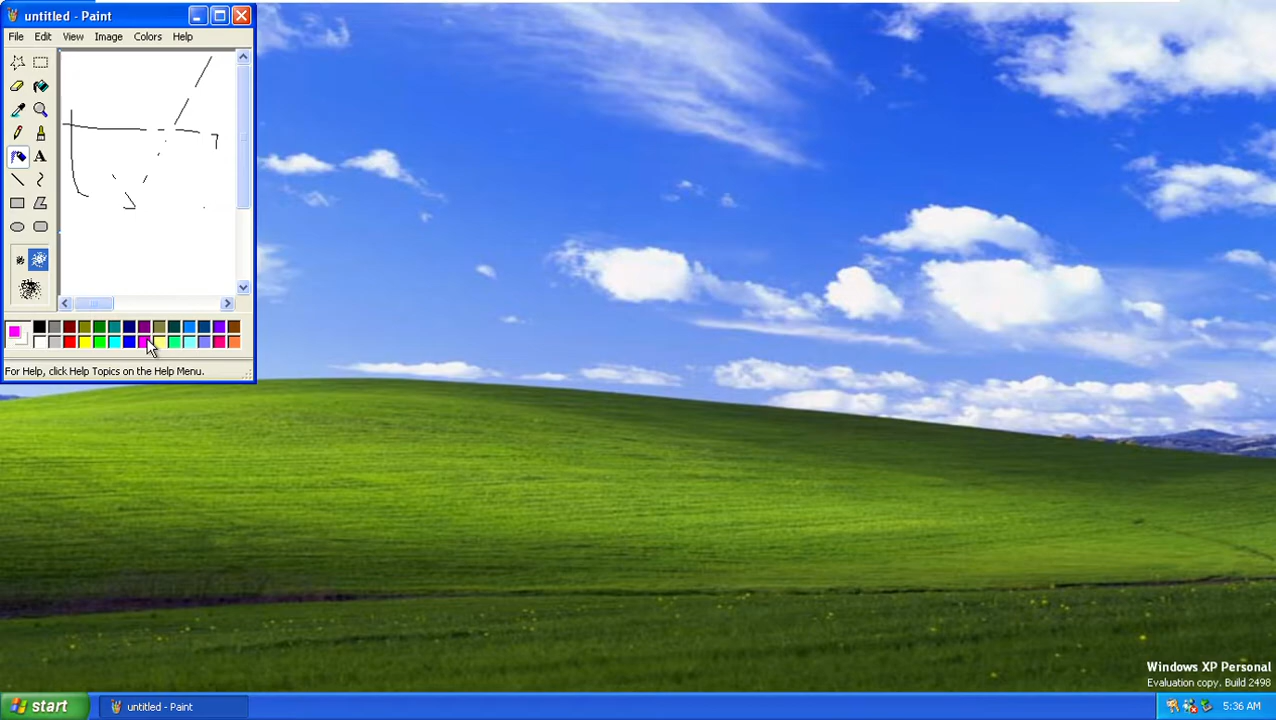 untitled - Paint
File Edit View Image Colors Help
A
For Help, click Help Topics on the Help Menu.
Windows XP Personal
Evaluation copy. Build 2498
start untitled - Paint 5:36 AM